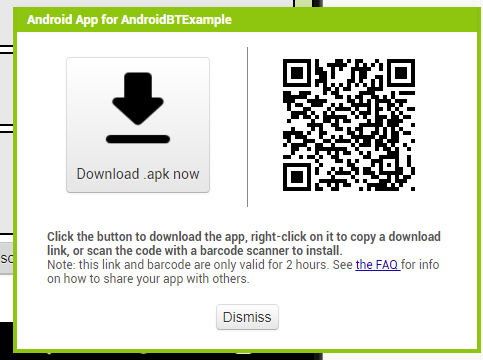 Android App for AndroidBTExample
Download .apk now
Click the button to download the app, right-click on it to copy a download
link, or scan the code with a barcode scanner to install.
Note: this link and barcode are only valid for 2 hours. See the FAQ for info
on how to share your app with others.
Dismiss